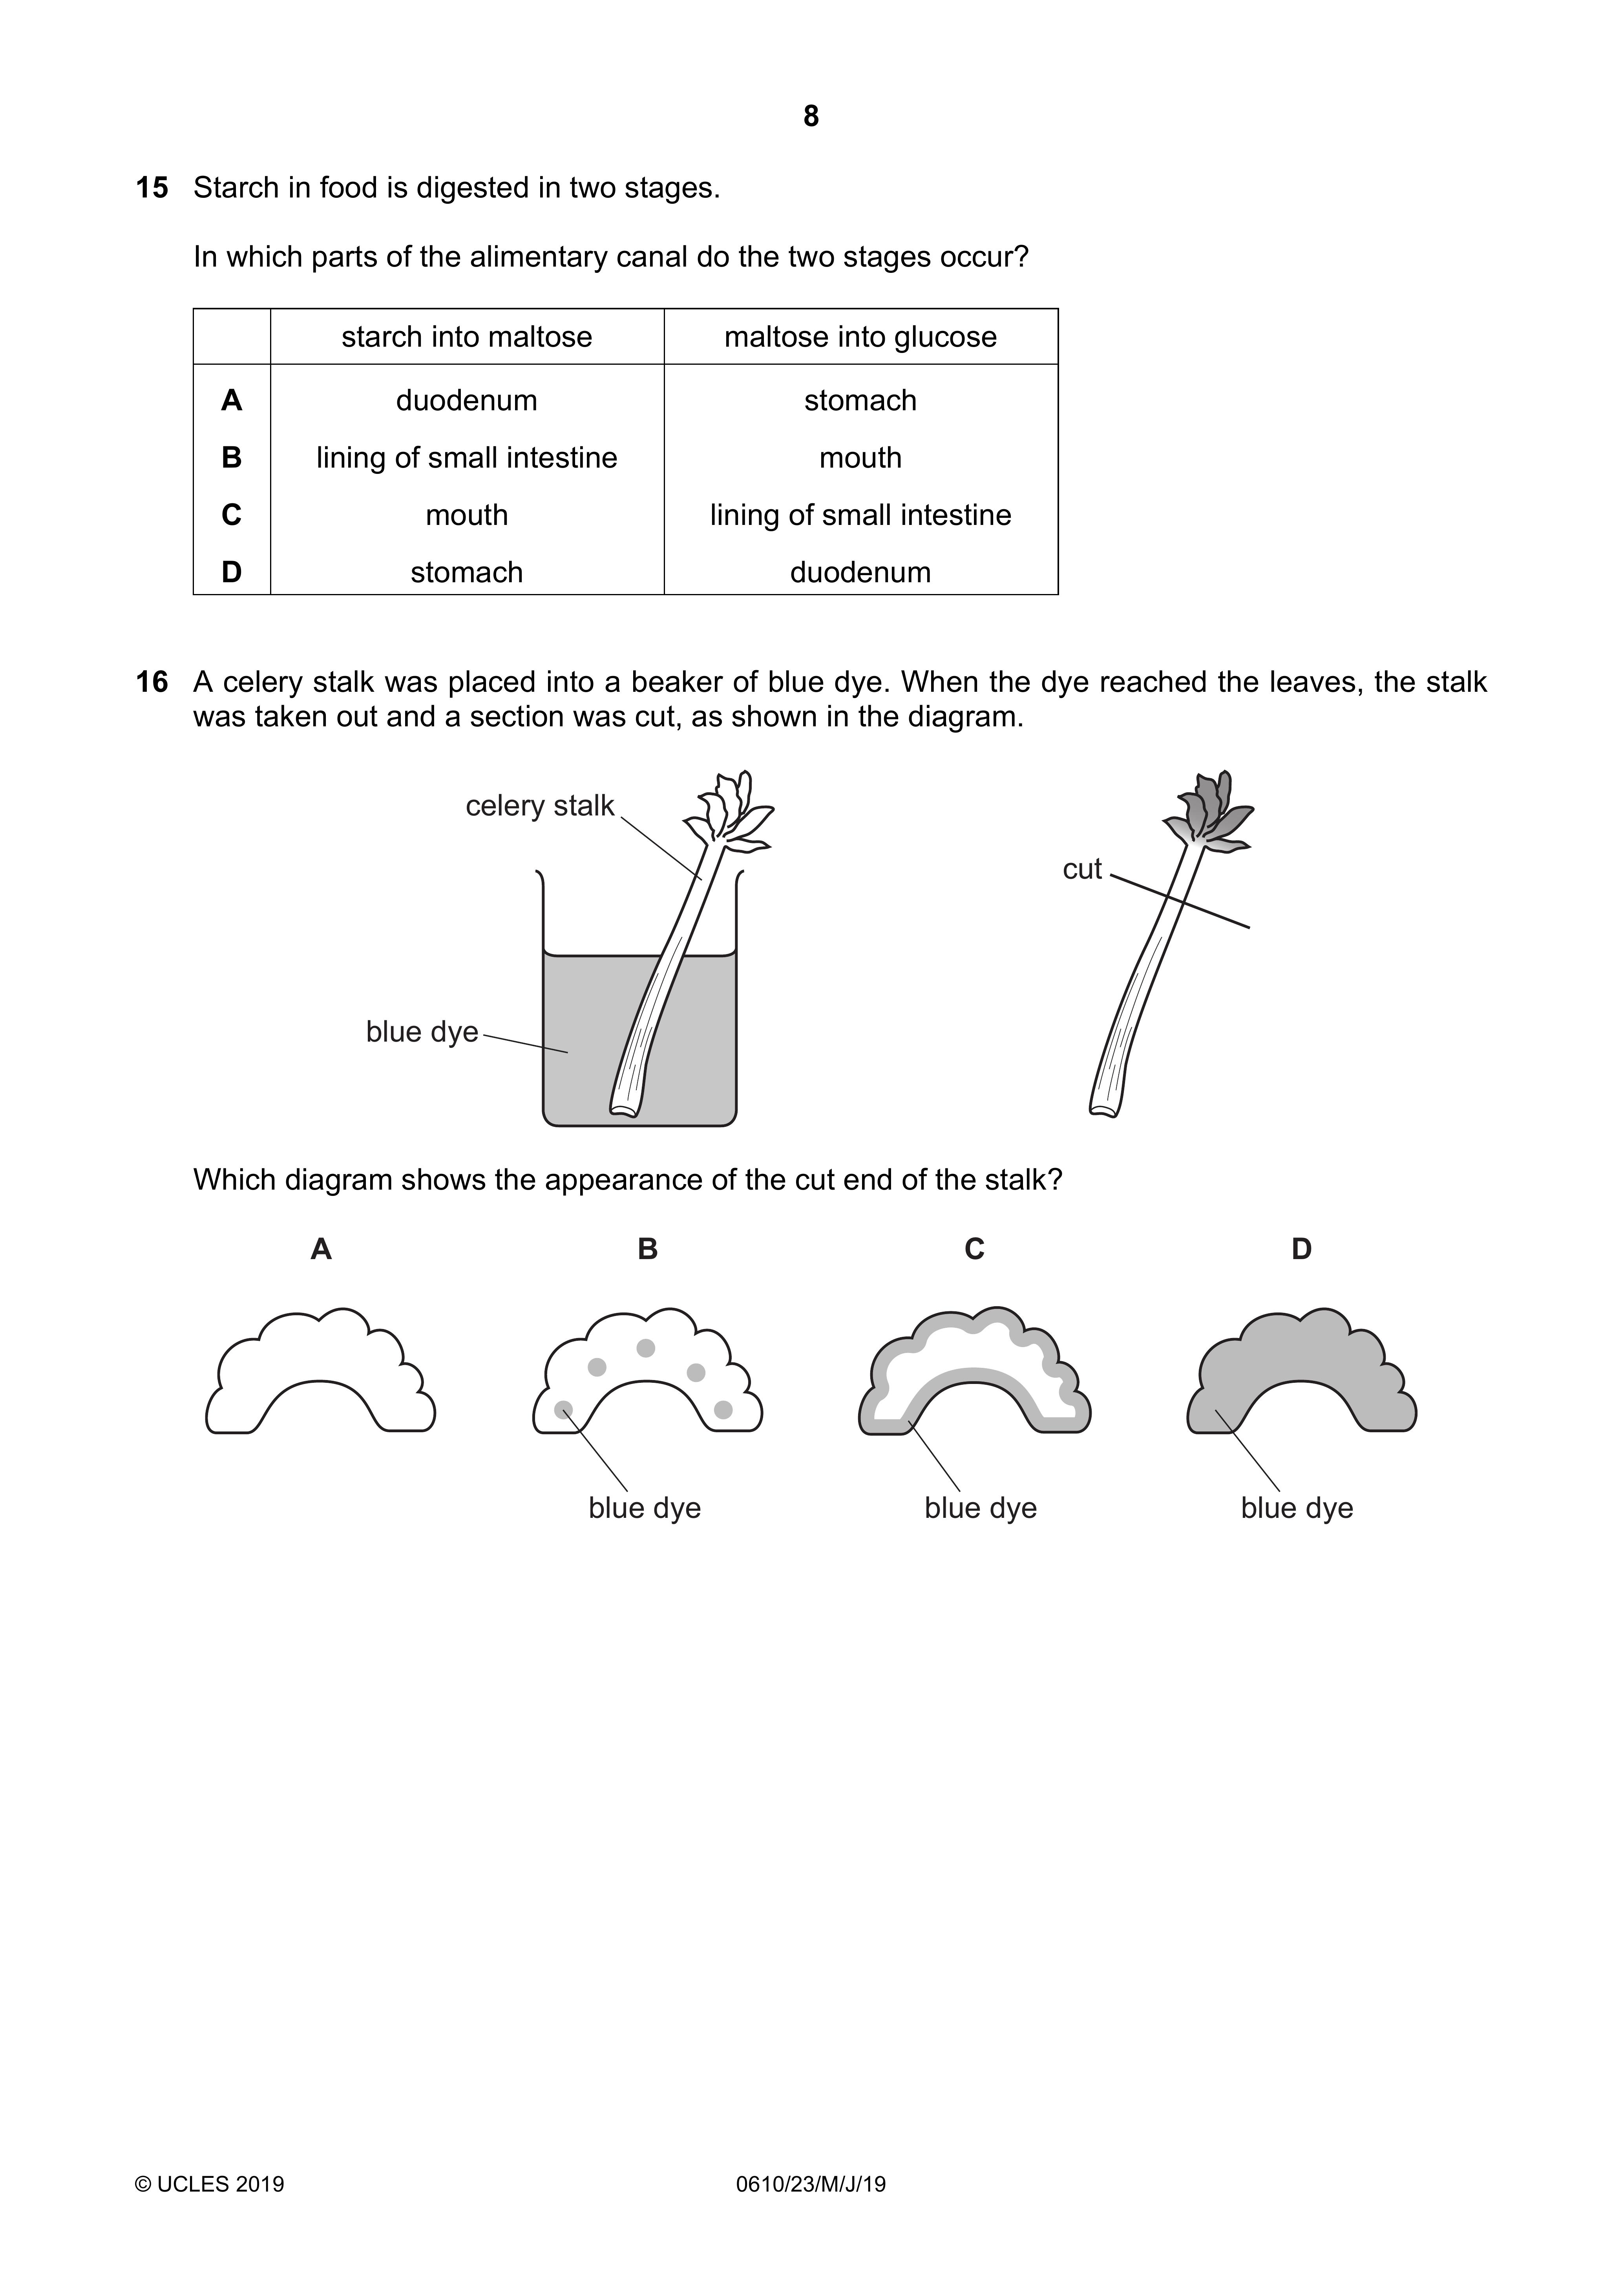 8
15 Starch in food is digested in two stages.
In which parts of the alimentary canal do the two stages occur?
starch into maltose maltose into glucose
A duodenum stomach
B lining of small intestine mouth
C mouth lining of small intestine
D stomach duodenum
16 A celery stalk was placed into a beaker of blue dye. When the dye reached the leaves, the stalk
was taken out and a section was cut, as shown in the diagram.
celery stalk
cut
blue dye
Which diagram shows the appearance of the cut end of the stalk?
A B C D
blue dye blue dye blue dye
© UCLES 2019 0610/23/M/J/19